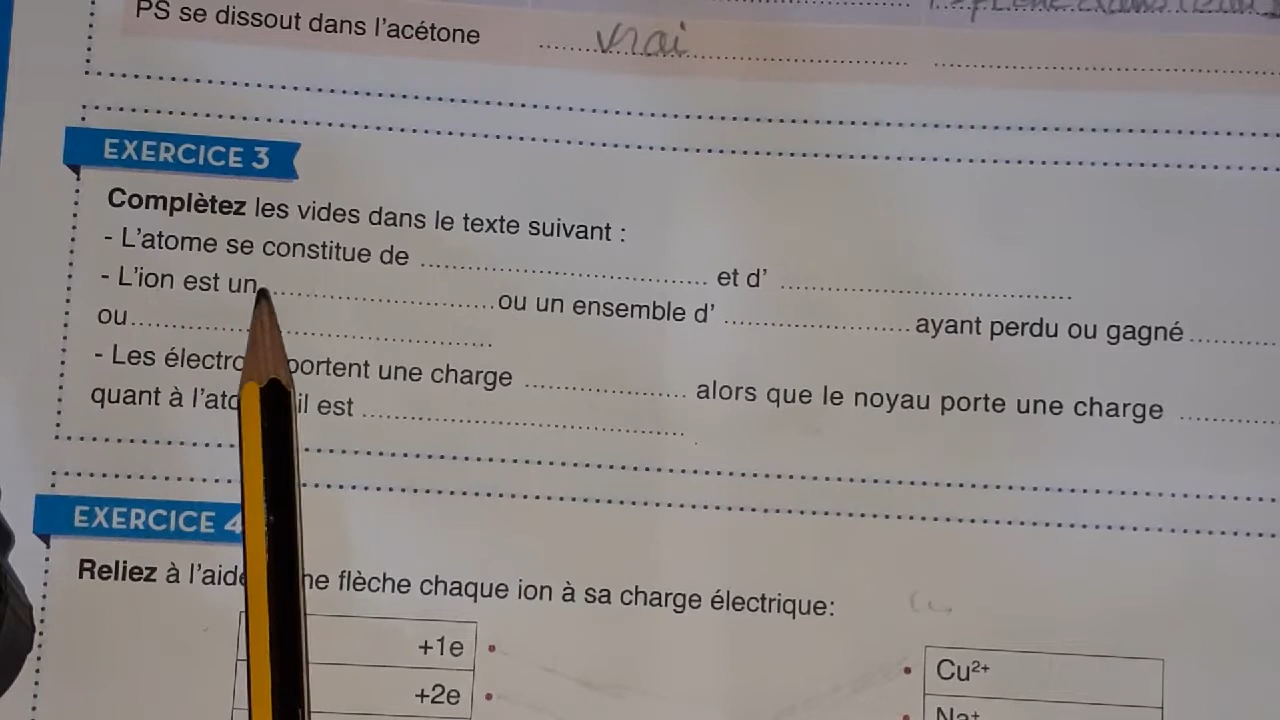 PS se dissout dans l'acétone ........ vrai ........
EXERCICE 3
Complètez les vides dans le texte suivant :
- L'atome se constitue de ........ et d' ........
- L'ion est un ........ ou un ensemble d' ........ ayant perdu ou gagné ........
ou ........
- Les électro portent une charge ........ alors que le noyau porte une charge ........
quant à l'ato il est ........ .
EXERCICE 4
Reliez à l'aide ne flèche chaque ion à sa charge électrique:
+1e
Cu²⁺
+2e
Na⁺